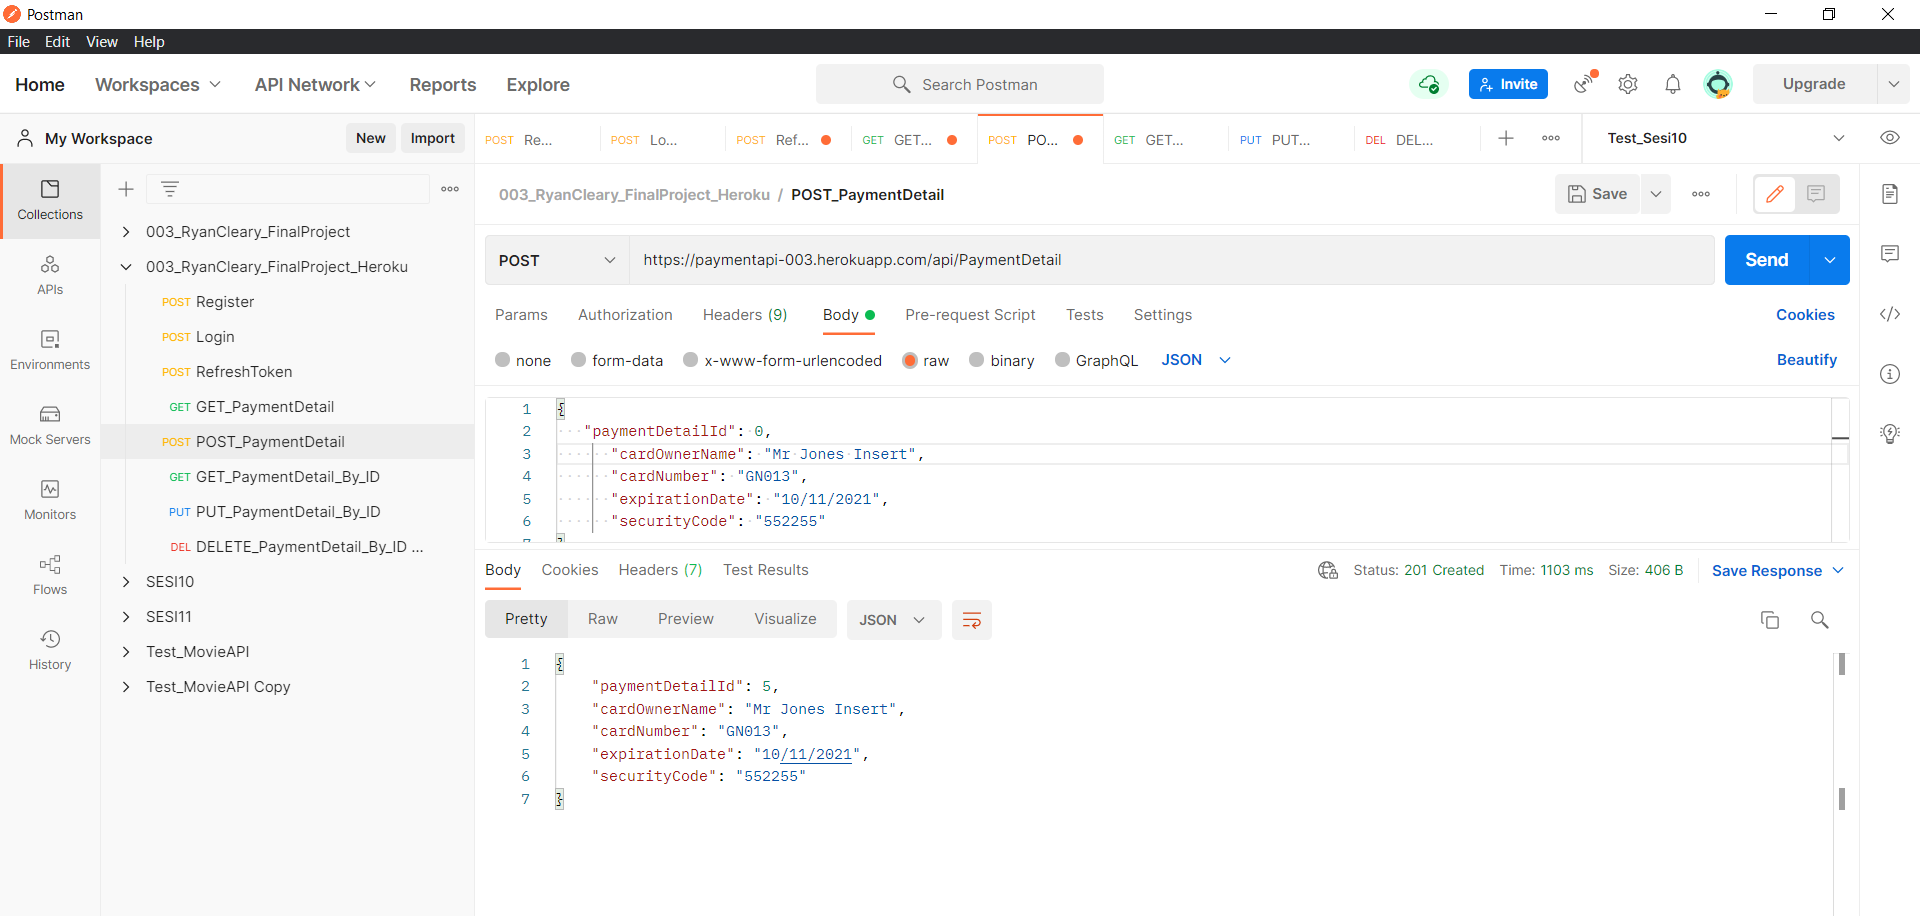 Postman
File Edit View Help
Home Workspaces API Network Reports Explore Search Postman Invite Upgrade
My Workspace New Import
POST Re... POST Lo... POST Ref... GET GET... POST PO... GET GET... PUT PUT... DEL DEL... Test_Sesi10
Collections
APIs
Environments
Mock Servers
Monitors
Flows
History
003_RyanCleary_FinalProject
003_RyanCleary_FinalProject_Heroku
POST Register
POST Login
POST RefreshToken
GET GET_PaymentDetail
POST POST_PaymentDetail
GET GET_PaymentDetail_By_ID
PUT PUT_PaymentDetail_By_ID
DEL DELETE_PaymentDetail_By_ID ...
SESI10
SESI11
Test_MovieAPI
Test_MovieAPI Copy
003_RyanCleary_FinalProject_Heroku / POST_PaymentDetail Save
POST https://paymentapi-003.herokuapp.com/api/PaymentDetail Send
Params Authorization Headers (9) Body Pre-request Script Tests Settings Cookies
none form-data x-www-form-urlencoded raw binary GraphQL JSON Beautify
1 {
2 "paymentDetailId": 0,
3 "cardOwnerName": "Mr Jones Insert",
4 "cardNumber": "GN013",
5 "expirationDate": "10/11/2021",
6 "securityCode": "552255"
7 }
Body Cookies Headers (7) Test Results Status: 201 Created Time: 1103 ms Size: 406 B Save Response
Pretty Raw Preview Visualize JSON
1 {
2 "paymentDetailId": 5,
3 "cardOwnerName": "Mr Jones Insert",
4 "cardNumber": "GN013",
5 "expirationDate": "10/11/2021",
6 "securityCode": "552255"
7 }